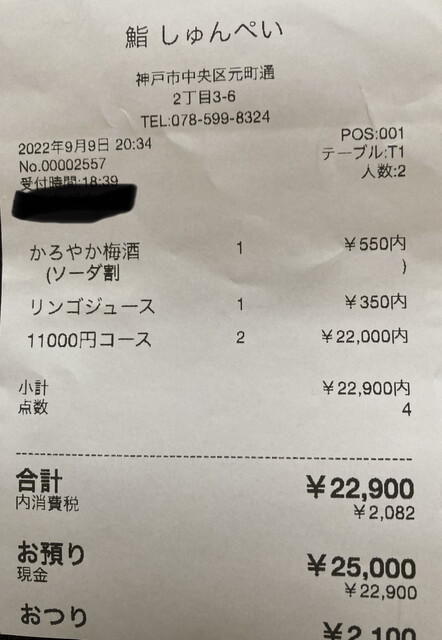 鮨 しゅんぺい
神戸市中央区元町通
2丁目3-6
TEL:078-599-8324
2022年9月9日 20:34
POS:001
No.00002557
テーブル:T1
受付時間:18:39
人数:2
かろやか梅酒 1 ¥550内
(ソーダ割 )
リンゴジュース 1 ¥350内
11000円コース 2 ¥22,000内
小計 ¥22,900内
点数 4
合計 ¥22,900
内消費税 ¥2,082
お預り ¥25,000
現金 ¥22,900
おつり ¥2,100